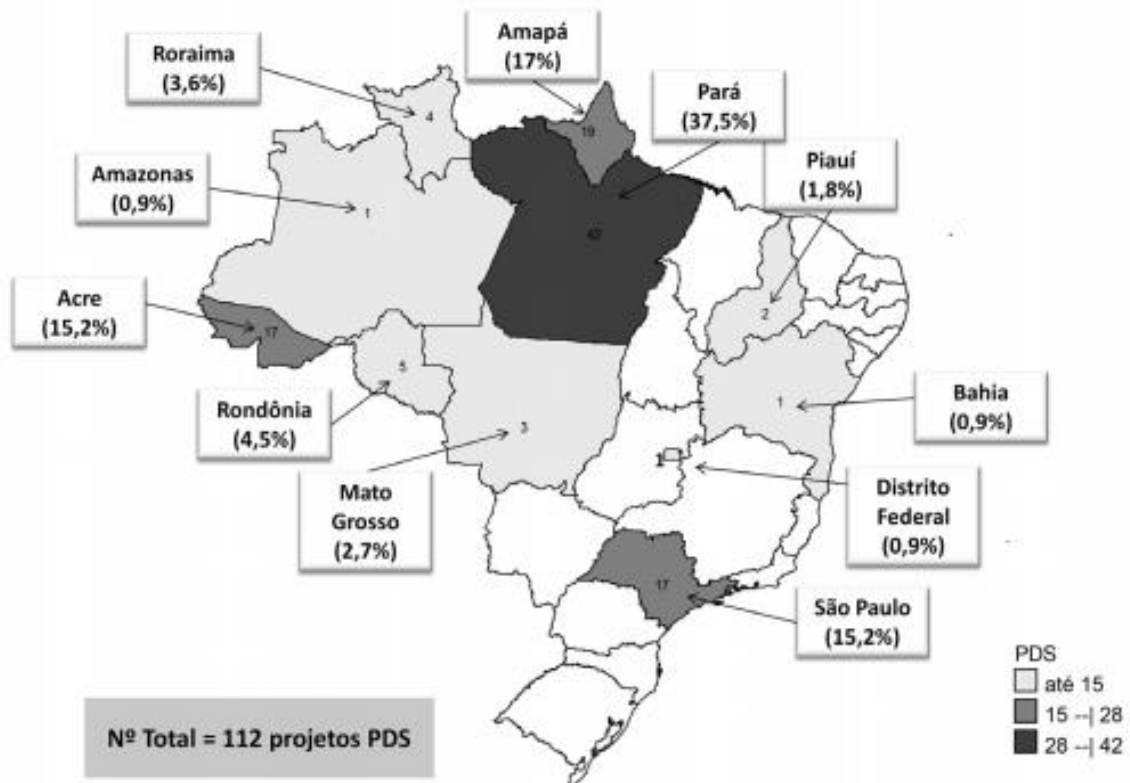 Amapá
(17%)
Roraima
(3,6%)
Pará
(37,5%)
Piauí
(1,8%)
Amazonas
(0,9%)
Acre
(15,2%)
Rondônia
(4,5%)
Mato
Grosso
(2,7%)
Bahia
(0,9%)
Distrito
Federal
(0,9%)
São Paulo
(15,2%)
4
19
1
42
17
2
5
1
3
1
17
PDS
até 15
15 --| 28
28 --| 42
Nº Total = 112 projetos PDS